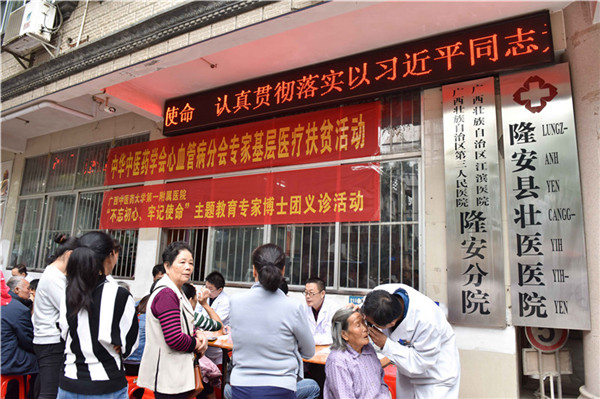 使命 认真贯彻落实以习近平同志
中华中医药学会心血管病分会专家基层医疗扶贫活动
广西中医药大学第一附属医院
“不忘初心、牢记使命”主题教育专家博士团义诊活动
广西壮族自治区江滨医院
广西壮族自治区第三人民医院
隆安分院
隆安县壮医医院
LUNGZ-
ANH
YEN
CANGG-
YIH
YIH-
YEN
5